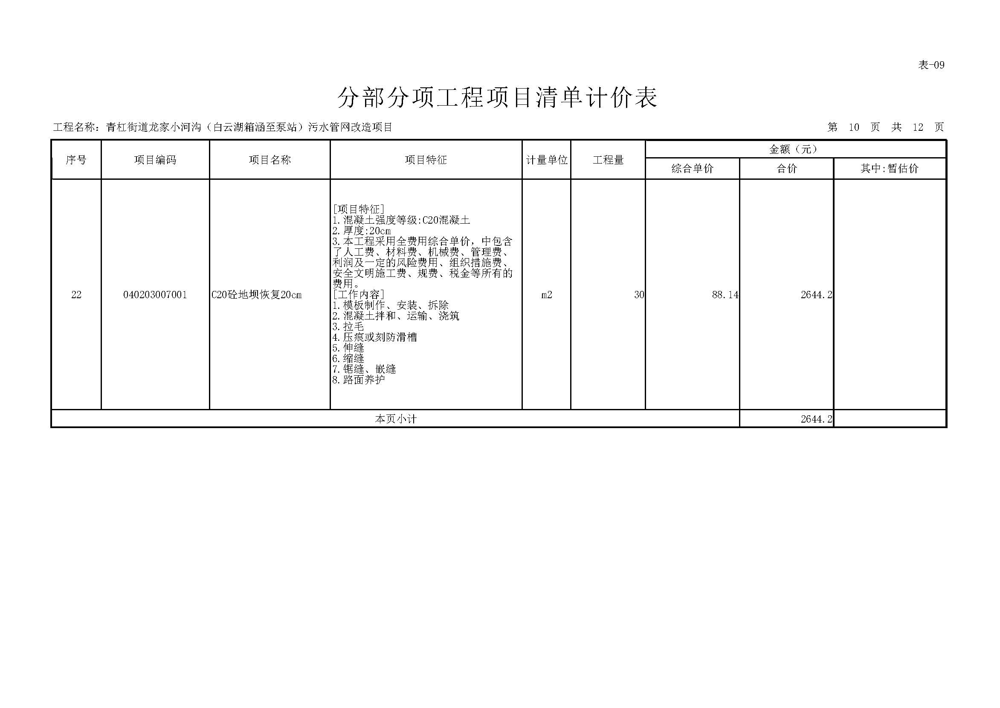 表-09
分部分项工程项目清单计价表
工程名称：青杠街道龙家小河沟（白云湖箱涵至泵站）污水管网改造项目
第 10 页 共 12 页
序号
项目编码
项目名称
项目特征
计量单位
工程量
金额（元）
综合单价
合价
其中:暂估价
22
040203007001
C20砼地坝恢复20cm
[项目特征]
1.混凝土强度等级:C20混凝土
2.厚度:20cm
3.本工程采用全费用综合单价，中包含
了人工费、材料费、机械费、管理费、
利润及一定的风险费用、组织措施费、
安全文明施工费、规费、税金等所有的
费用。
[工作内容]
1.模板制作、安装、拆除
2.混凝土拌和、运输、浇筑
3.拉毛
4.压痕或刻防滑槽
5.伸缝
6.缩缝
7.锯缝、嵌缝
8.路面养护
m2
30
88.14
2644.2
本页小计
2644.2